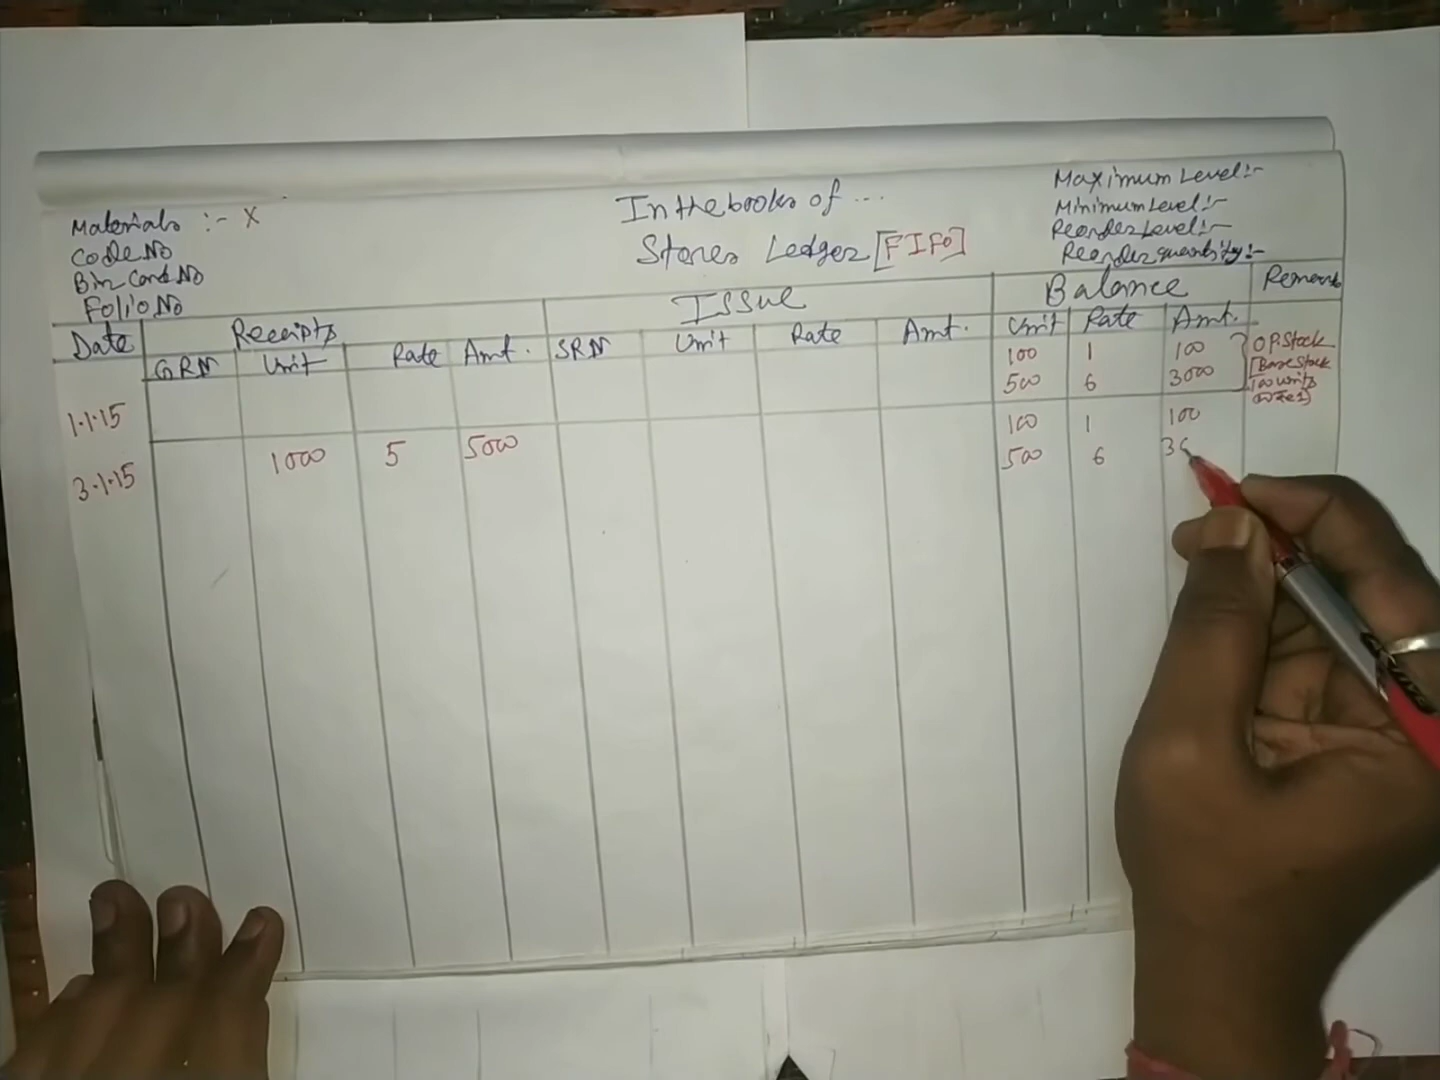 Materials :- X
Code No
Bin Card No
Folio No
In the books of ...
Stores Ledger [FIFO]
Maximum Level:-
Minimum Level:-
Reorder Level:-
Reorder quantity:-
Date Receipts Issue Balance Remark
GRN Unit Rate Amt. SRN Unit Rate Amt. Unit Rate Amt.
1.1.15 100 1 100 OP. Stock
500 6 3000 [Base Stock
100 units
3.1.15 1000 5 5000 100 1 100
500 6 30